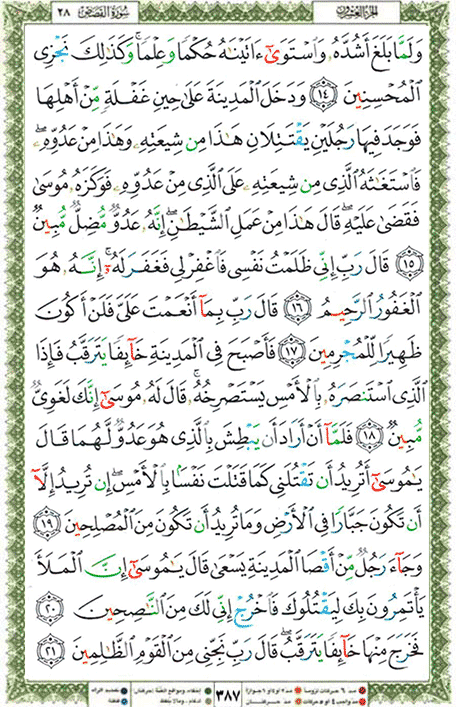 الجزء العشرون سورة القصص ٢٨
وَلَمَّا بَلَغَ أَشُدَّهُۥ وَٱسْتَوَىٰٓ ءَاتَيْنَـٰهُ حُكْمًا وَعِلْمًا ۚ وَكَذَٰلِكَ نَجْزِى
ٱلْمُحْسِنِينَ ١٤ وَدَخَلَ ٱلْمَدِينَةَ عَلَىٰ حِينِ غَفْلَةٍ مِّنْ أَهْلِهَا
فَوَجَدَ فِيهَا رَجُلَيْنِ يَقْتَتِلَانِ هَـٰذَا مِن شِيعَتِهِۦ وَهَـٰذَا مِنْ عَدُوِّهِۦ ۖ
فَٱسْتَغَـٰثَهُ ٱلَّذِى مِن شِيعَتِهِۦ عَلَى ٱلَّذِى مِنْ عَدُوِّهِۦ فَوَكَزَهُۥ مُوسَىٰ
فَقَضَىٰ عَلَيْهِ ۖ قَالَ هَـٰذَا مِنْ عَمَلِ ٱلشَّيْطَـٰنِ ۖ إِنَّهُۥ عَدُوٌّ مُّضِلٌّ مُّبِينٌ
١٥ قَالَ رَبِّ إِنِّى ظَلَمْتُ نَفْسِى فَٱغْفِرْ لِى فَغَفَرَ لَهُۥٓ ۚ إِنَّهُۥ هُوَ
ٱلْغَفُورُ ٱلرَّحِيمُ ١٦ قَالَ رَبِّ بِمَآ أَنْعَمْتَ عَلَىَّ فَلَنْ أَكُونَ
ظَهِيرًا لِّلْمُجْرِمِينَ ١٧ فَأَصْبَحَ فِى ٱلْمَدِينَةِ خَآئِفًا يَتَرَقَّبُ فَإِذَا
ٱلَّذِى ٱسْتَنصَرَهُۥ بِٱلْأَمْسِ يَسْتَصْرِخُهُۥ ۚ قَالَ لَهُۥ مُوسَىٰٓ إِنَّكَ لَغَوِىٌّ
مُّبِينٌ ١٨ فَلَمَّآ أَنْ أَرَادَ أَن يَبْطِشَ بِٱلَّذِى هُوَ عَدُوٌّ لَّهُمَا قَالَ
يَـٰمُوسَىٰٓ أَتُرِيدُ أَن تَقْتُلَنِى كَمَا قَتَلْتَ نَفْسًۢا بِٱلْأَمْسِ ۖ إِن تُرِيدُ إِلَّآ
أَن تَكُونَ جَبَّارًا فِى ٱلْأَرْضِ وَمَا تُرِيدُ أَن تَكُونَ مِنَ ٱلْمُصْلِحِينَ ١٩
وَجَآءَ رَجُلٌ مِّنْ أَقْصَا ٱلْمَدِينَةِ يَسْعَىٰ قَالَ يَـٰمُوسَىٰٓ إِنَّ ٱلْمَلَأَ
يَأْتَمِرُونَ بِكَ لِيَقْتُلُوكَ فَٱخْرُجْ إِنِّى لَكَ مِنَ ٱلنَّـٰصِحِينَ ٢٠
فَخَرَجَ مِنْهَا خَآئِفًا يَتَرَقَّبُ ۖ قَالَ رَبِّ نَجِّنِى مِنَ ٱلْقَوْمِ ٱلظَّـٰلِمِينَ ٢١
٣٨٧